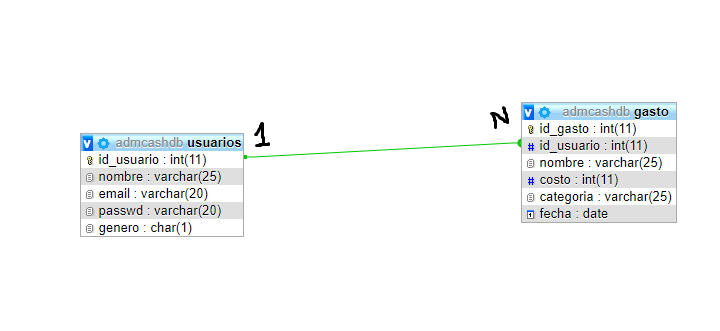 admcashdb usuarios
id_usuario : int(11)
nombre : varchar(25)
email : varchar(20)
passwd : varchar(20)
genero : char(1)
1
N
admcashdb gasto
id_gasto : int(11)
id_usuario : int(11)
nombre : varchar(25)
costo : int(11)
categoria : varchar(25)
fecha : date